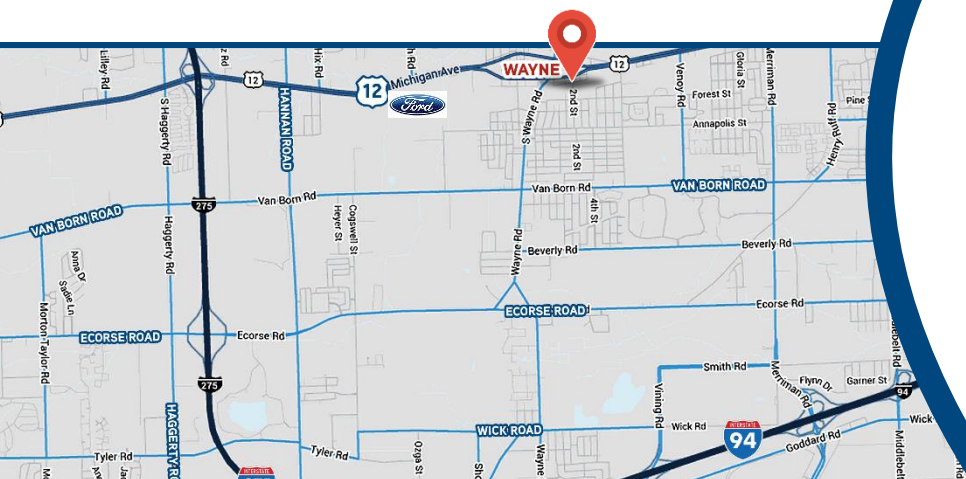 Lilley Rd
Hix Rd
12
12
Michigan Ave
Ford
WAYNE
12
S Haggerty Rd
HANNAN ROAD
S Wayne Rd
2nd St
2nd St
Venoy Rd
Gloria St
Merriman Rd
Forest St
Annapolis St
Henry Ruff Rd
Pine
VAN BORN ROAD
275
Van Born Rd
Van Born Rd
VAN BORN ROAD
Haggerty Rd
Heyer St
Cogswell St
4th St
Wayne Rd
Beverly Rd
Beverly Rd
Anna Dr
Sadie Ln
Morton-Taylor Rd
ECORSE ROAD
Ecorse Rd
ECORSE ROAD
Ecorse Rd
275
Smith Rd
Vining Rd
Merriman Rd
Flynn Dr
Garner St
94
HAGGERTY R
Tyler Rd
Tyler Rd
Ozga St
WICK ROAD
Wick Rd
INTERSTATE
94
Goddard Rd
Wick
Middlebelt
Wayne
INTERSTATE